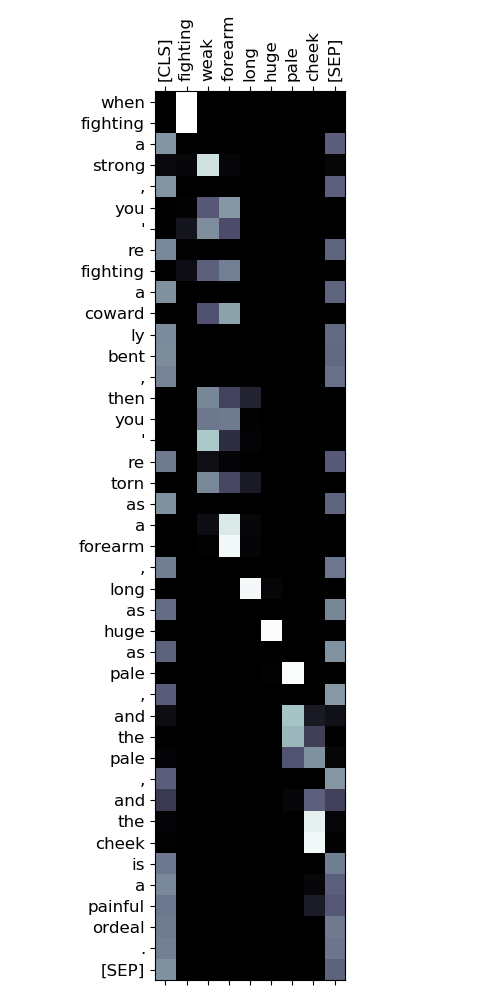 [CLS]
fighting
weak
forearm
long
huge
pale
cheek
[SEP]
when
fighting
a
strong
,
you
'
re
fighting
a
coward
ly
bent
,
then
you
'
re
torn
as
a
forearm
,
long
as
huge
as
pale
,
and
the
pale
,
and
the
cheek
is
a
painful
ordeal
.
[SEP]